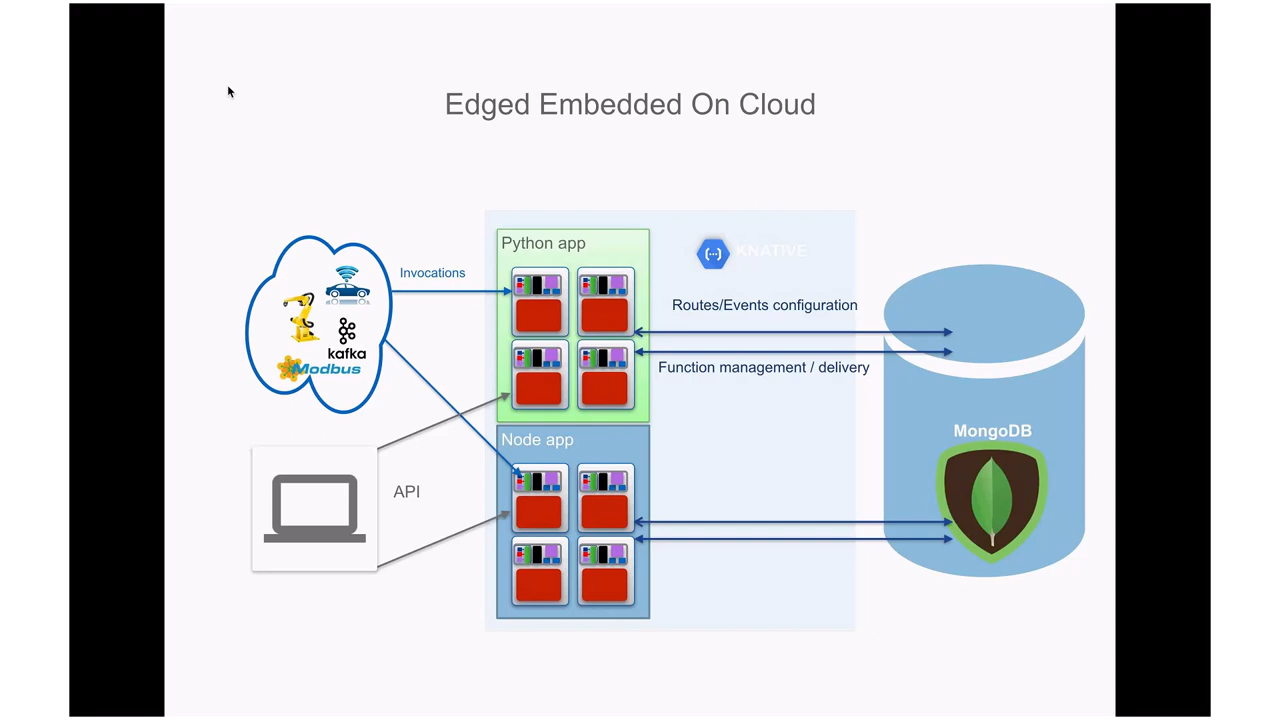 Edged Embedded On Cloud
Python app
KNATIVE
Invocations
Routes/Events configuration
kafka
Modbus
Function management / delivery
MongoDB
Node app
API